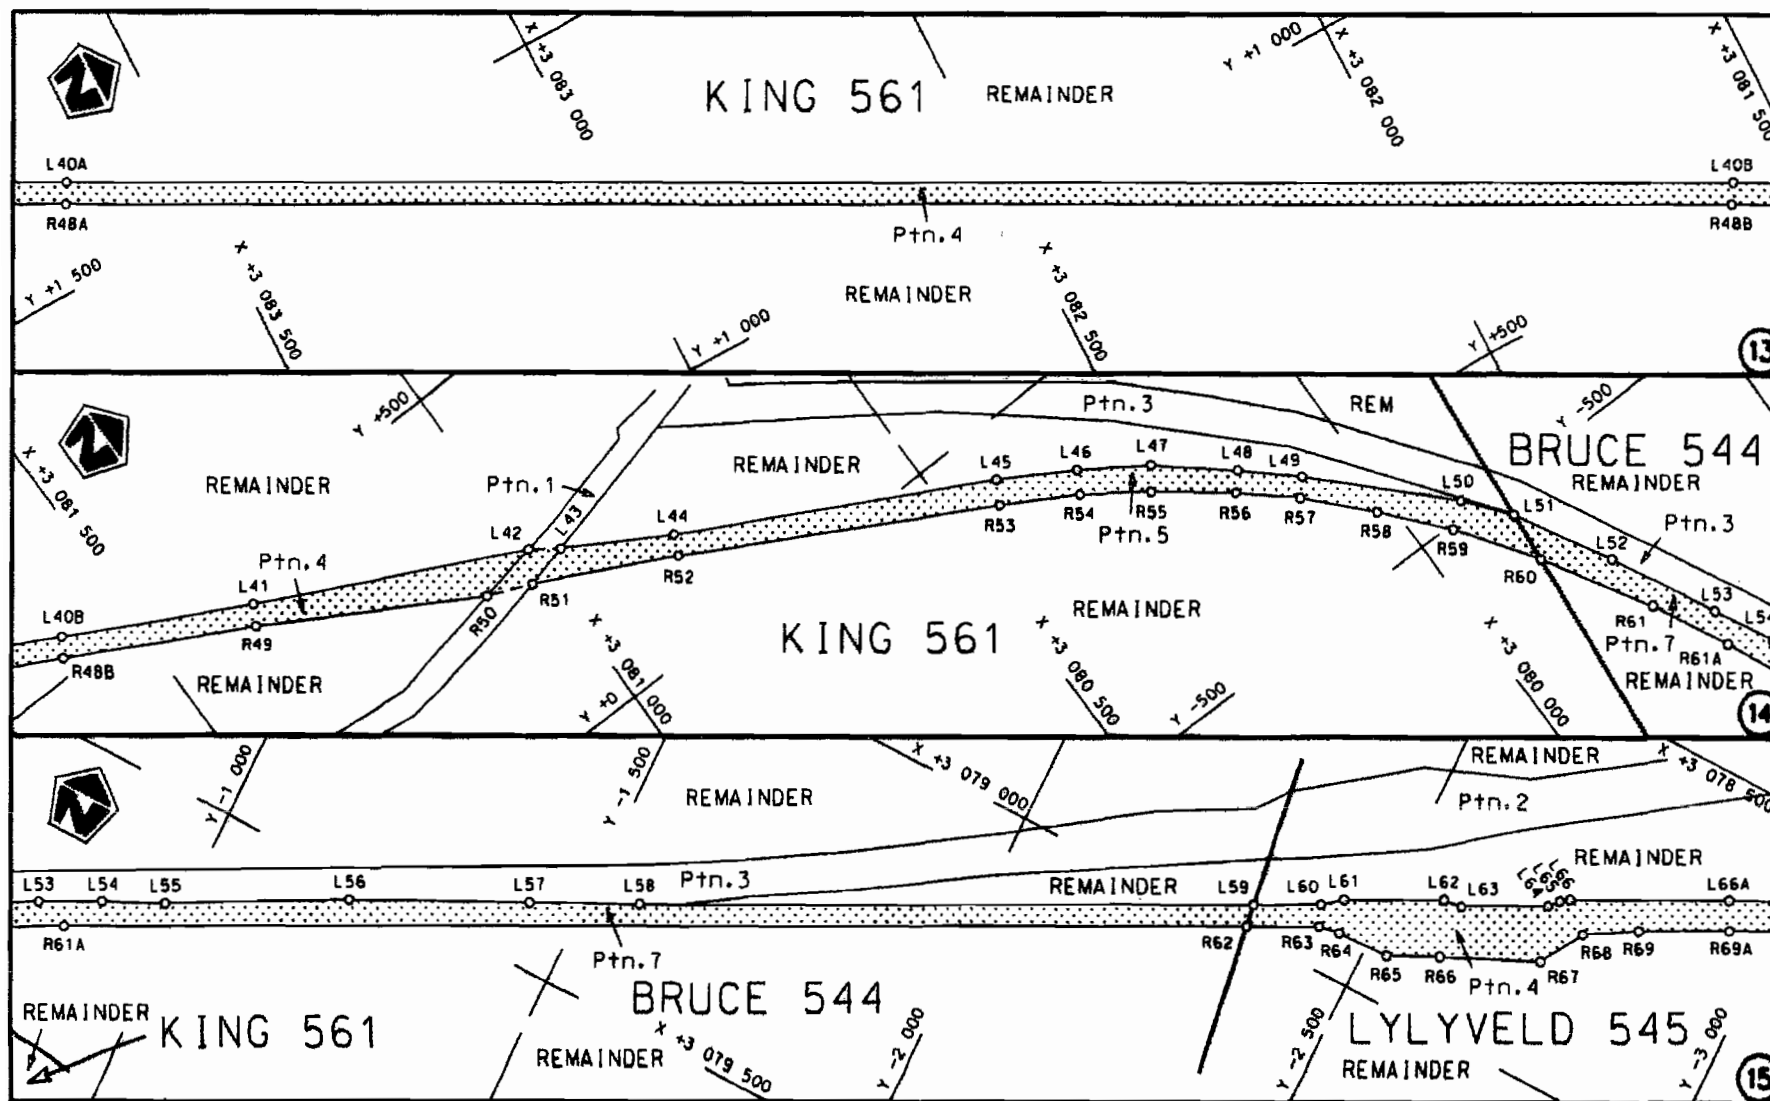 X +3 083 000
Y +1 000
X +3 082 000
X +3 081 500
KING 561
REMAINDER
L40A
L40B
R48A
R48B
Ptn.4
Y +1 500
X +3 083 500
REMAINDER
X +3 082 500
Y +1 000
Y +500
13
Y +500
Ptn.3
REM
Y -500
BRUCE 544
REMAINDER
X +3 081 500
REMAINDER
Ptn.1
REMAINDER
L45
L46
L47
L48
L49
L50
L51
Ptn.3
L42
L43
L44
R53
R54
R55
R56
R57
R58
R59
Ptn.5
L52
Ptn.4
L41
R52
R51
R50
R60
L53
L54
L40B
R49
R48B
REMAINDER
X +3 081 000
Y +0
KING 561
REMAINDER
X +3 080 500
Y -500
X +3 080 000
R61
Ptn.7
R61A
REMAINDER
14
Y -1 000
Y -1 500
REMAINDER
X +3 079 000
REMAINDER
X +3 078 500
Ptn.2
L53
L54
L55
L56
L57
L58
Ptn.3
REMAINDER
L59
L60
L61
L62
L63
L64
L65
L66
REMAINDER
L66A
R61A
Ptn.7
R62
R63
R64
R65
R66
R67
R68
R69
R69A
Ptn.4
REMAINDER
KING 561
BRUCE 544
REMAINDER
X +3 079 500
Y -2 000
Y -2 500
LYLYVELD 545
REMAINDER
Y -3 000
15